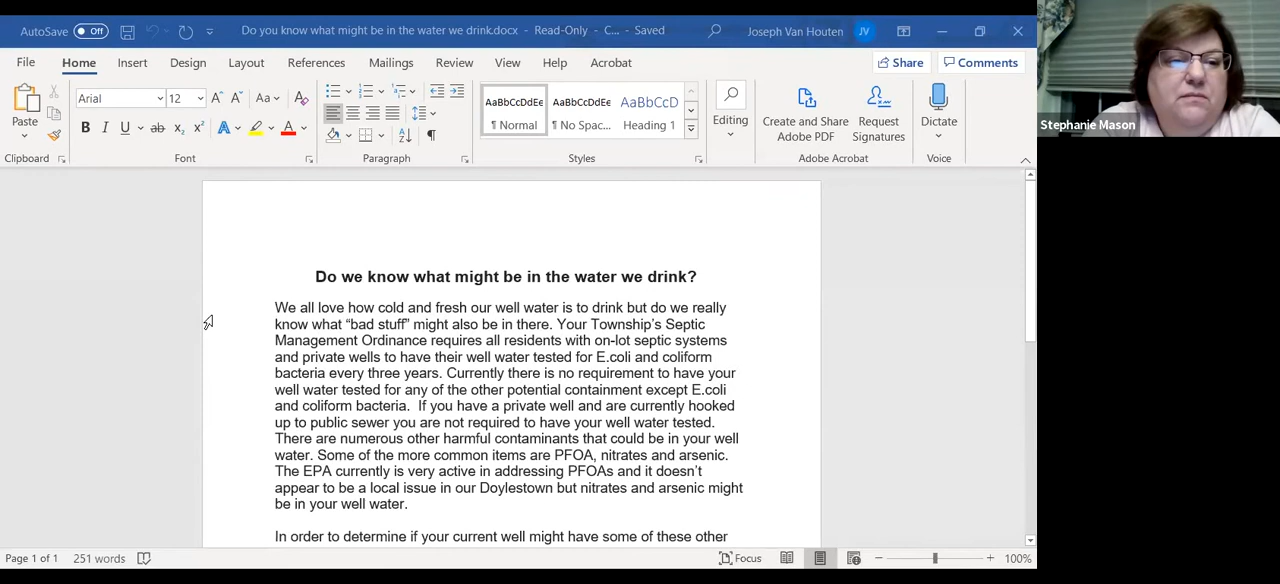 AutoSave Off
Do you know what might be in the water we drink.docx - Read-Only - C... - Saved
Joseph Van Houten JV
File Home Insert Design Layout References Mailings Review View Help Acrobat Share Comments
Paste
Arial 12 Aa
B I U ab x₂ x² A A
AaBbCcDdEe AaBbCcDdEe AaBbCcD
¶ Normal ¶ No Spac... Heading 1
Editing
Create and Share Adobe PDF
Request Signatures
Dictate
Clipboard Font Paragraph Styles Adobe Acrobat Voice
Stephanie Mason
Do we know what might be in the water we drink?
We all love how cold and fresh our well water is to drink but do we really
know what “bad stuff” might also be in there. Your Township’s Septic
Management Ordinance requires all residents with on-lot septic systems
and private wells to have their well water tested for E.coli and coliform
bacteria every three years. Currently there is no requirement to have your
well water tested for any of the other potential containment except E.coli
and coliform bacteria.  If you have a private well and are currently hooked
up to public sewer you are not required to have your well water tested.
There are numerous other harmful contaminants that could be in your well
water. Some of the more common items are PFOA, nitrates and arsenic.
The EPA currently is very active in addressing PFOAs and it doesn’t
appear to be a local issue in our Doylestown but nitrates and arsenic might
be in your well water.
In order to determine if your current well might have some of these other
Page 1 of 1 251 words Focus 100%